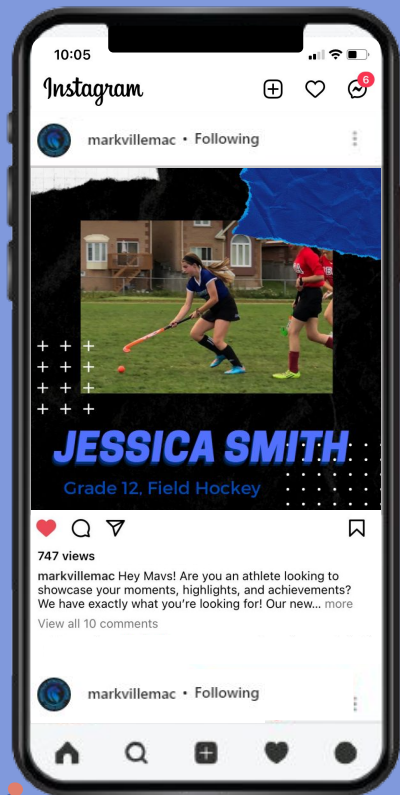 10:05
Instagram
6
markvillemac • Following
JESSICA SMITH
Grade 12, Field Hockey
747 views
markvillemac Hey Mavs! Are you an athlete looking to
showcase your moments, highlights, and achievements?
We have exactly what you’re looking for! Our new... more
View all 10 comments
markvillemac • Following